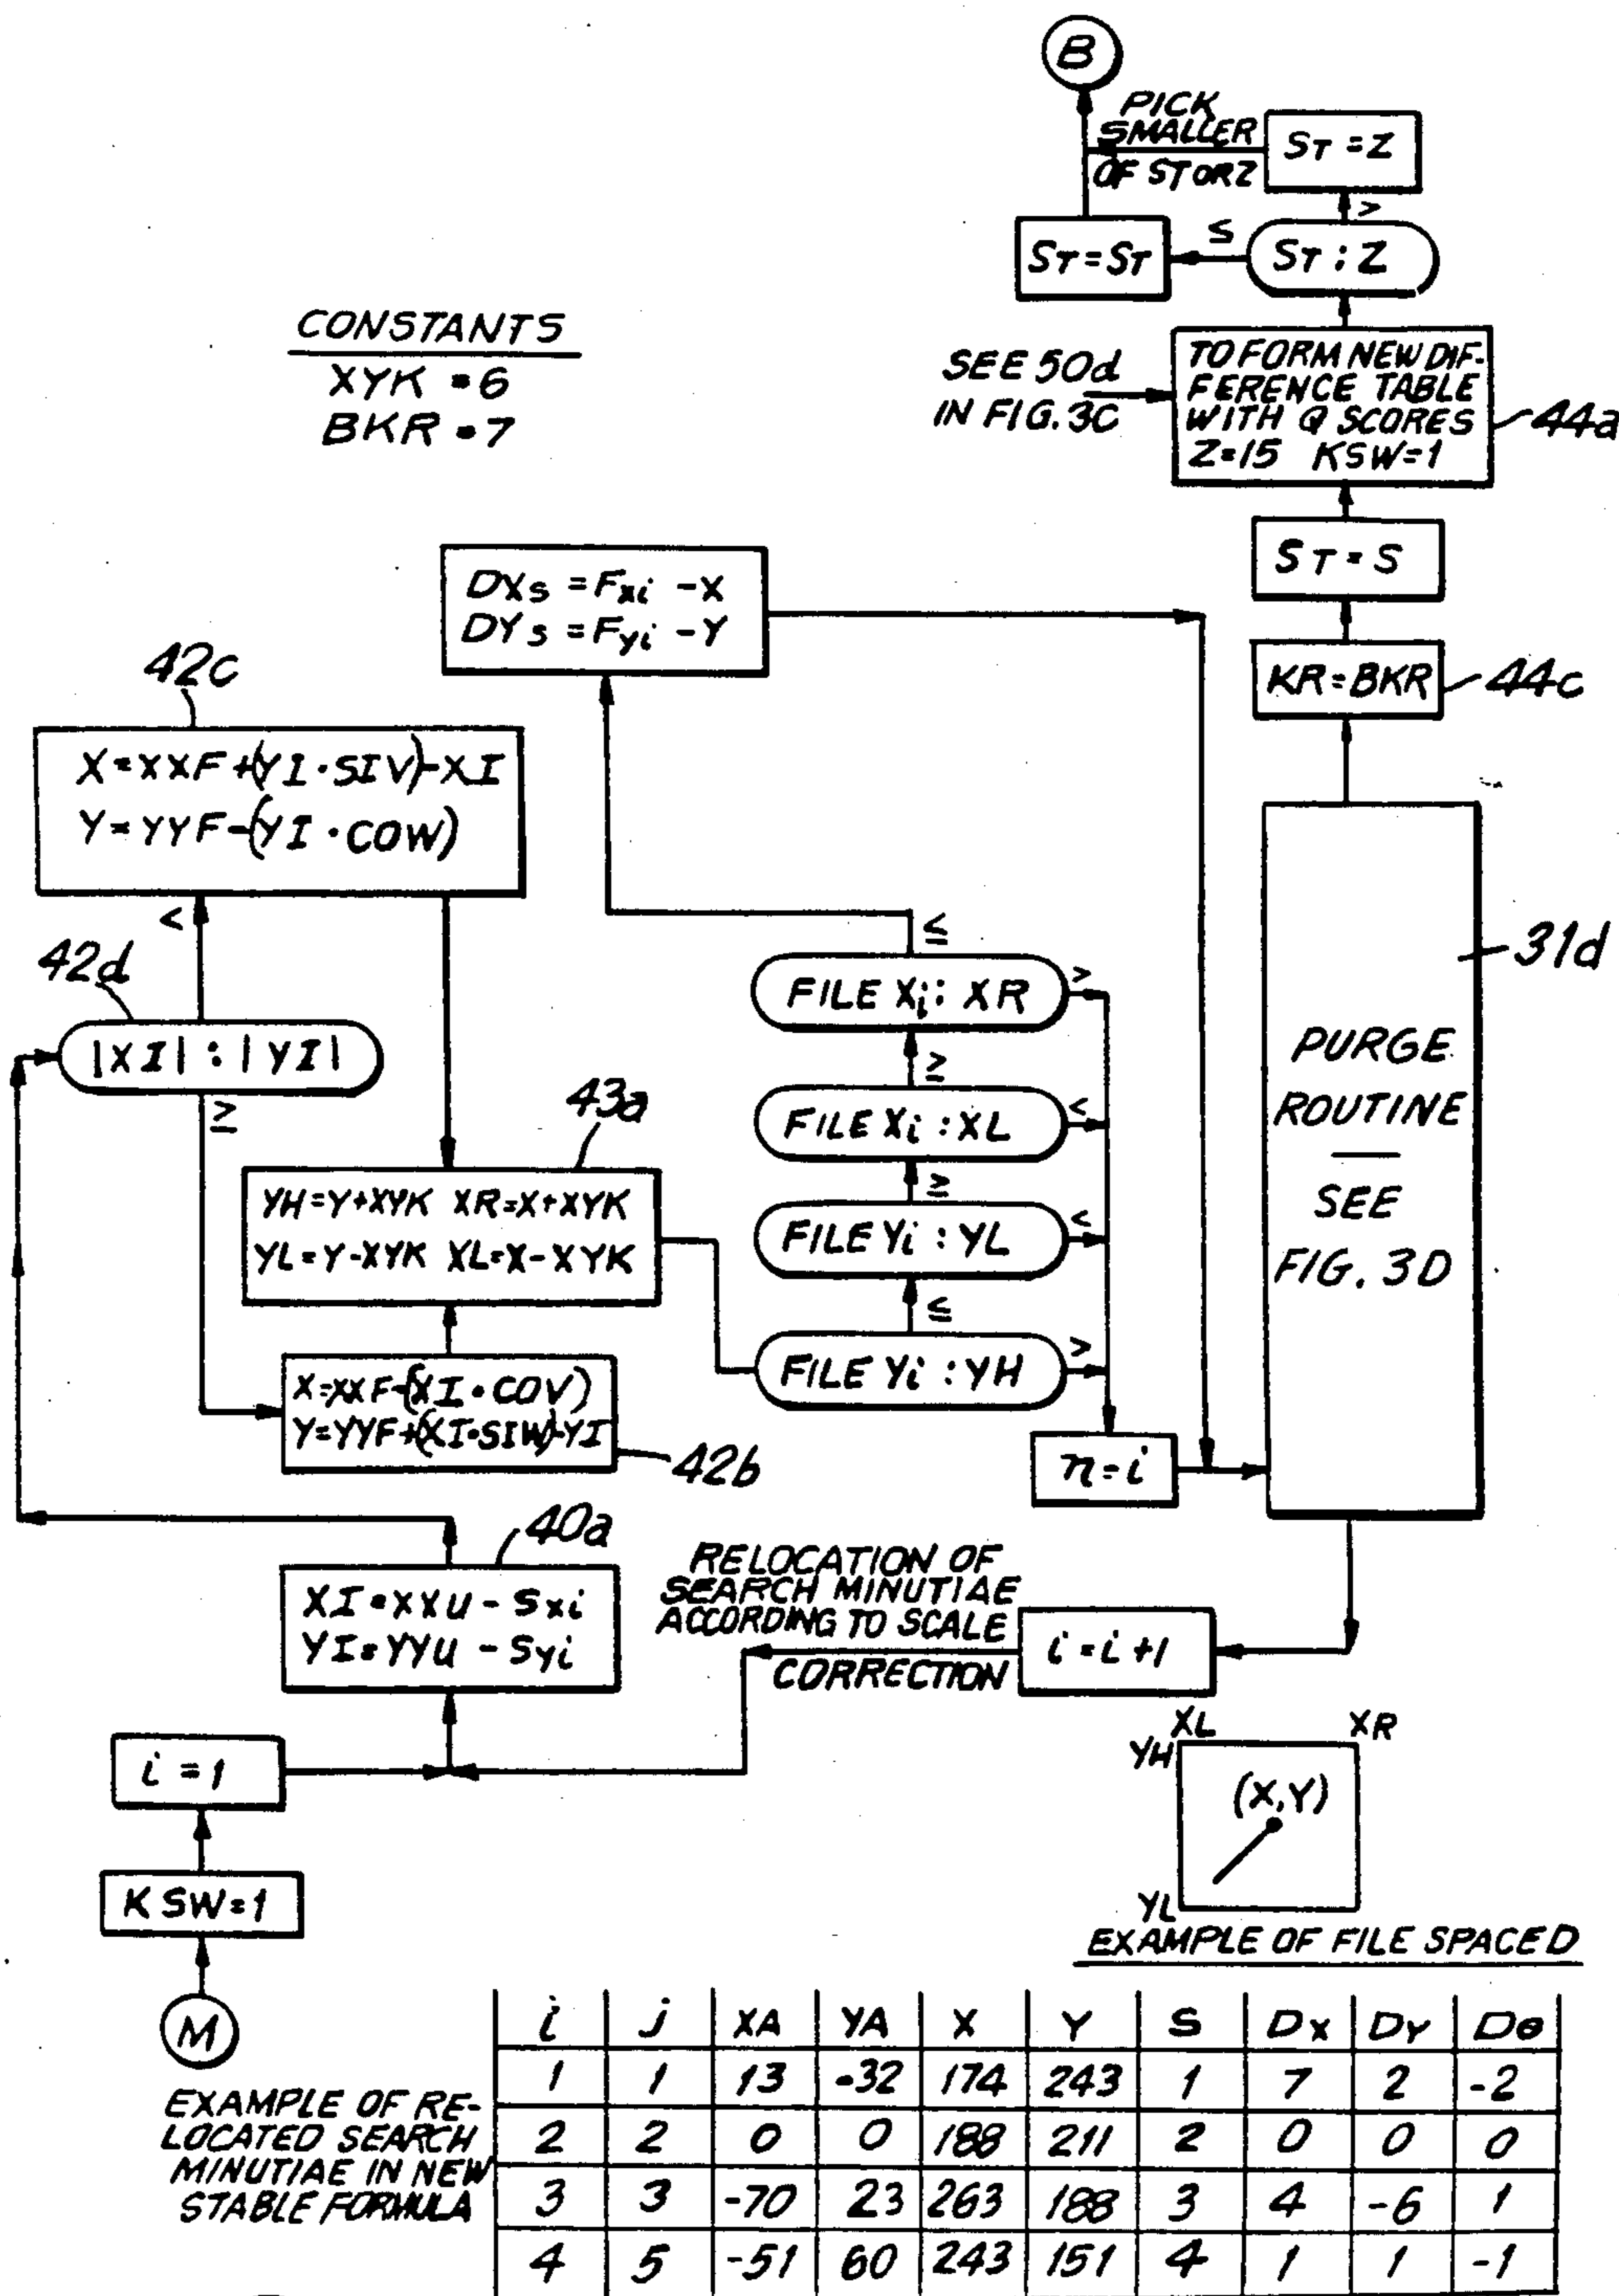 B
PICK
SMALLER
OF ST OR Z
ST = Z
>
≤
ST = ST
ST : Z
CONSTANTS
XYK = 6
BKR = 7
SEE 50d
IN FIG. 3C
TO FORM NEW DIF-
FERENCE TABLE
WITH Q SCORES
Z=15 KSW=1
44a
ST = S
KR = BKR
44c
DXs = Fxi - X
DYs = Fyi - Y
42c
X = XXF + (YI · SIV) - XI
Y = YYF - (YI · COW)
<
42d
|XI| : |YI|
≥
43a
YH = Y + XYK XR = X + XYK
YL = Y - XYK XL = X - XYK
X = XXF - (XI · COV)
Y = YYF + (XI · SIW) - YI
42b
≤
FILE Xi : XR
>
≥
FILE Xi : XL
<
≥
FILE Yi : YL
<
≤
FILE Yi : YH
>
n = i
31d
PURGE
ROUTINE
SEE
FIG. 3D
40a
XI = XXU - Sxi
YI = YYU - Syi
RELOCATION OF
SEARCH MINUTIAE
ACCORDING TO SCALE
CORRECTION
i = i + 1
i = 1
KSW = 1
M
XL XR
YH
(X,Y)
YL
EXAMPLE OF FILE SPACED
EXAMPLE OF RE-
LOCATED SEARCH
MINUTIAE IN NEW
STABLE FORMULA
i j XA YA X Y S DX DY Dθ
1 1 13 -32 174 243 1 7 2 -2
2 2 0 0 188 211 2 0 0 0
3 3 -70 23 263 188 3 4 -6 1
4 5 -51 60 243 151 4 1 1 -1